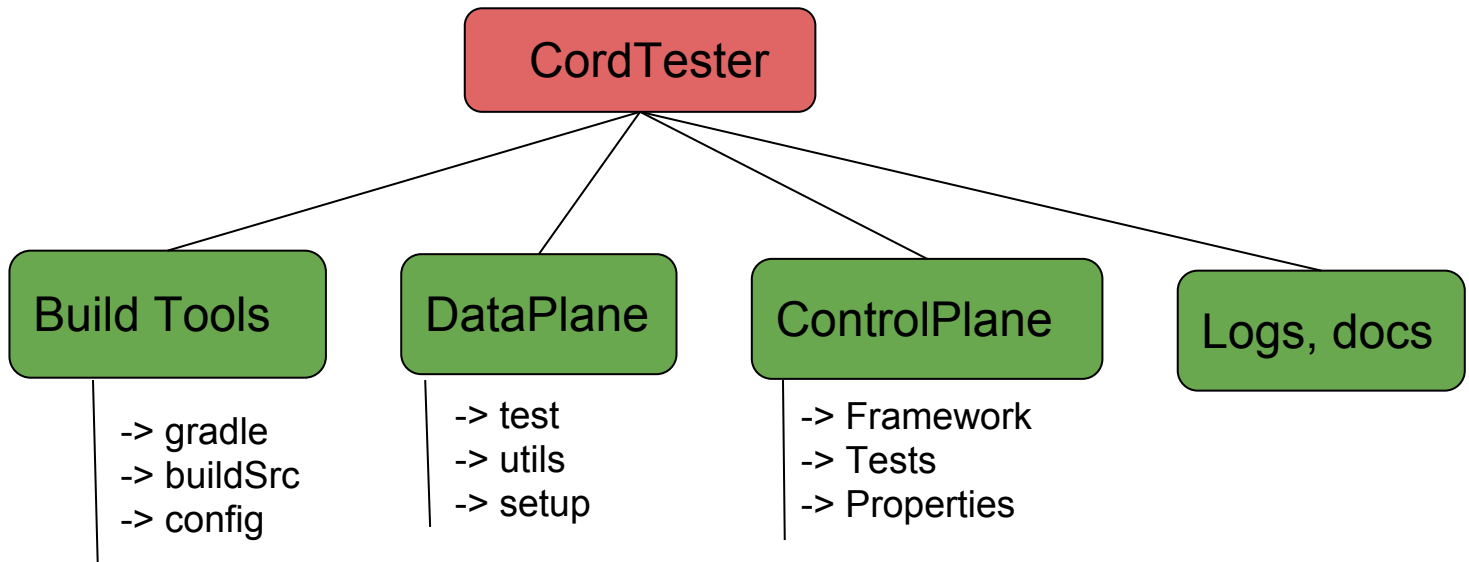 CordTester
Build Tools
DataPlane
ControlPlane
Logs, docs
-> gradle
-> buildSrc
-> config
-> test
-> utils
-> setup
-> Framework
-> Tests
-> Properties